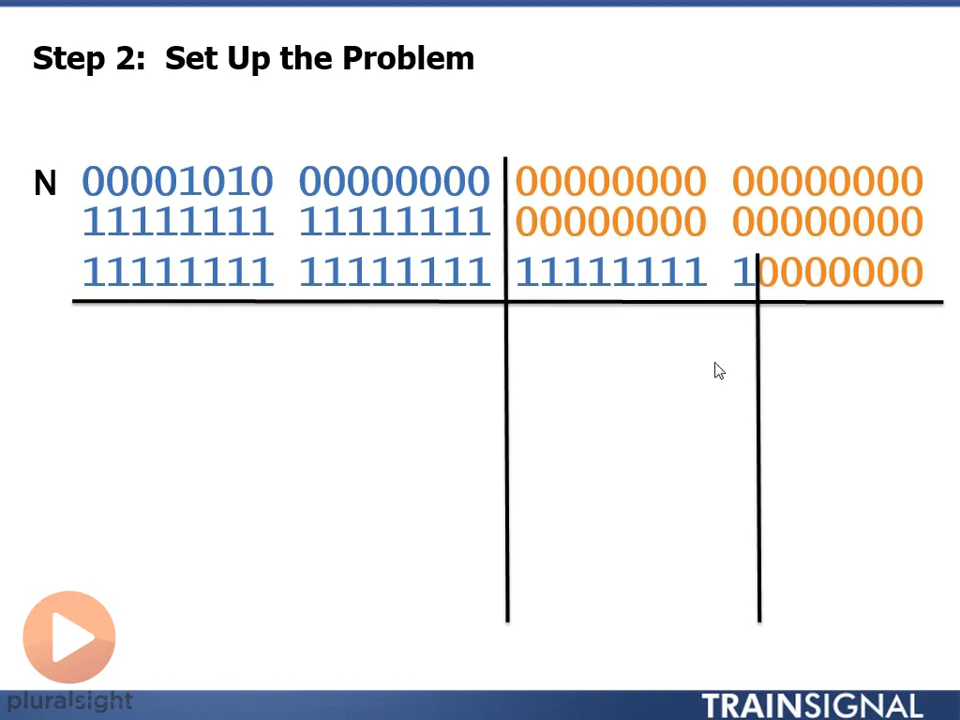 Step 2: Set Up the Problem
N 00001010 00000000 00000000 00000000
11111111 11111111 00000000 00000000
11111111 11111111 11111111 10000000
pluralsight
TRAINSIGNAL